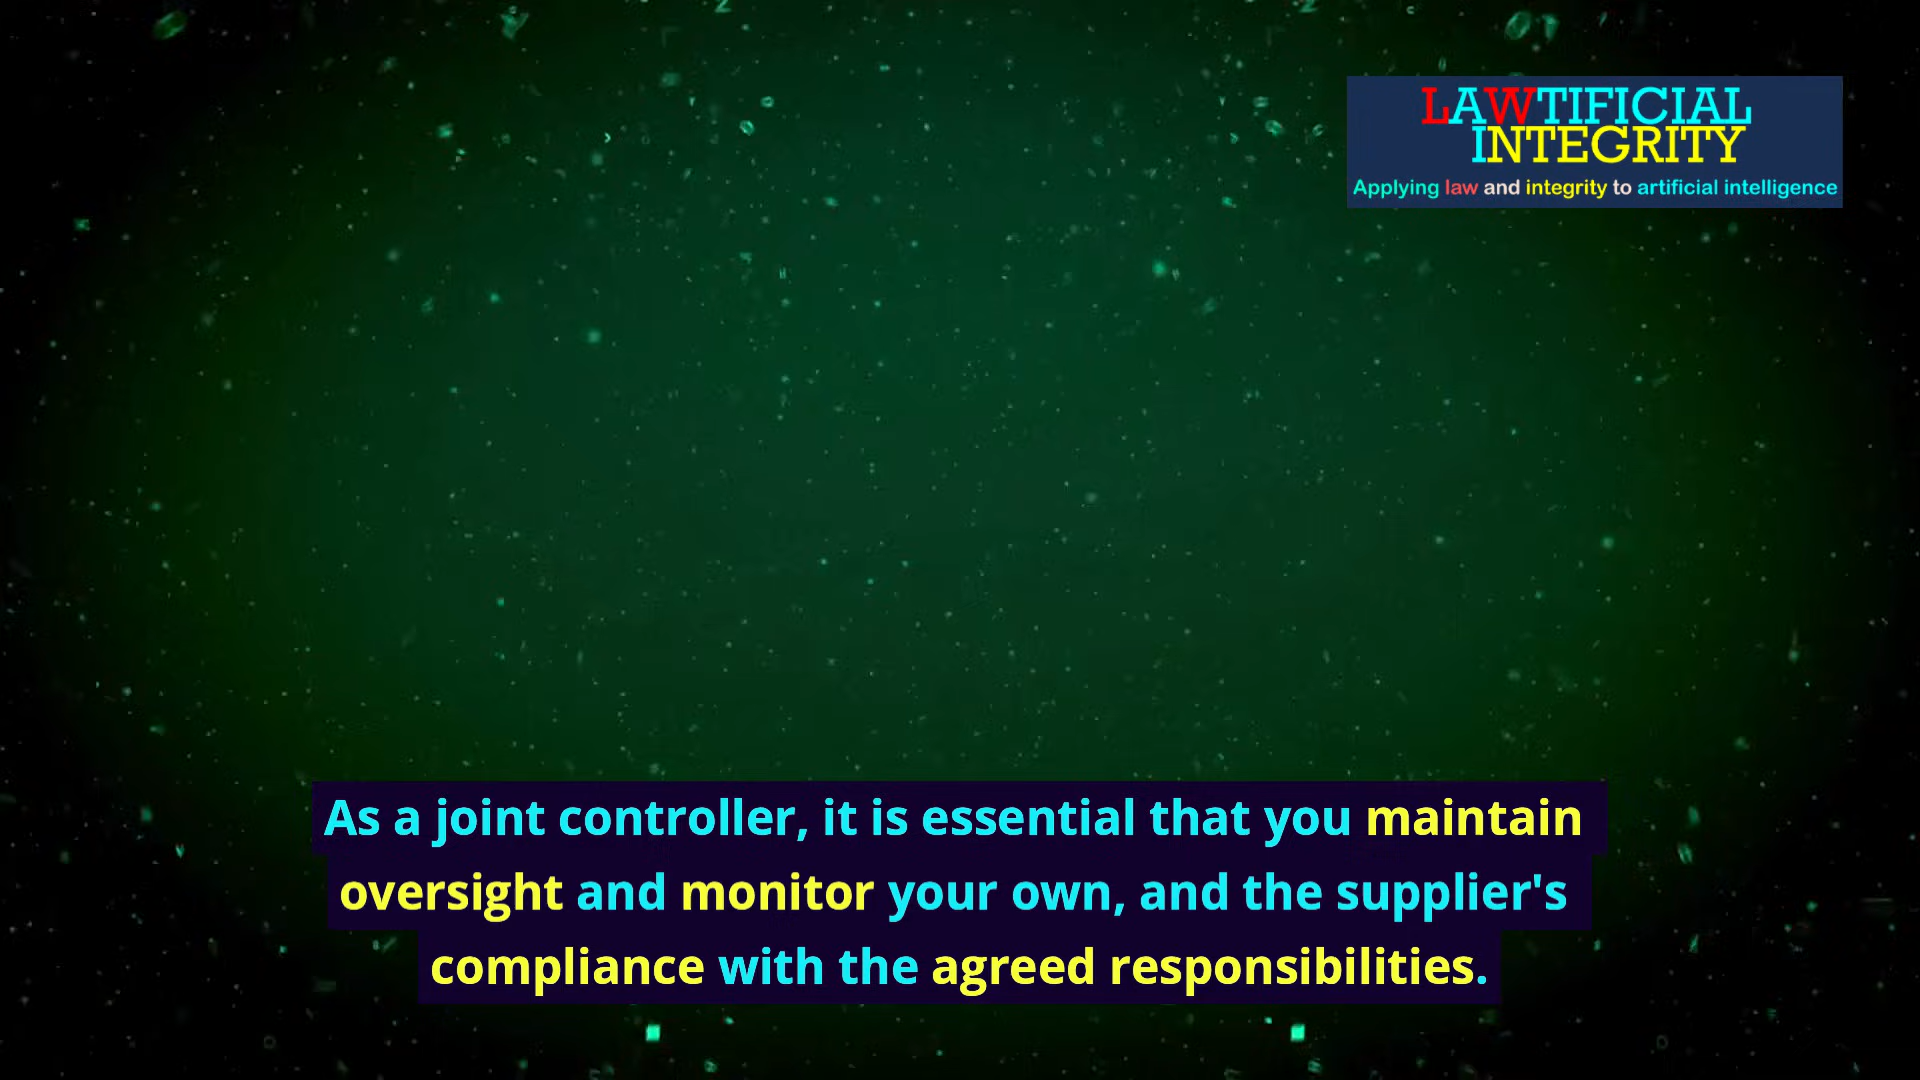 LAWTIFICIAL
INTEGRITY
Applying law and integrity to artificial intelligence
As a joint controller, it is essential that you maintain
oversight and monitor your own, and the supplier's
compliance with the agreed responsibilities.